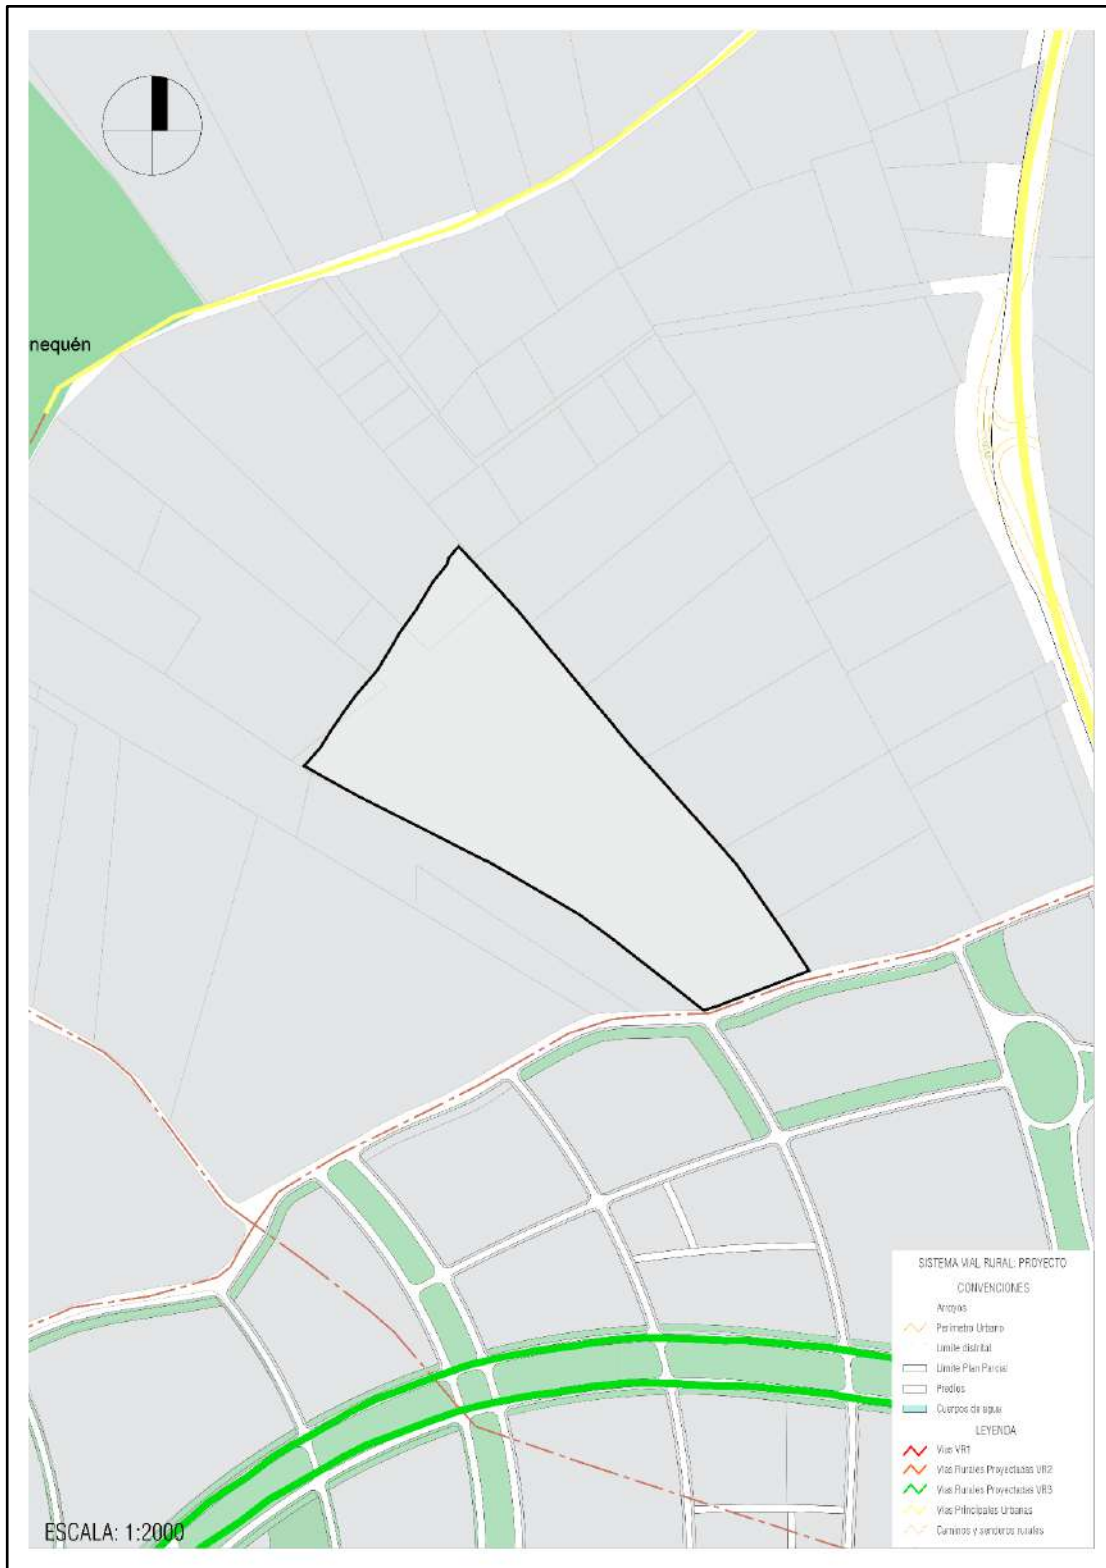 nequén
SISTEMA VIAL RURAL: PROYECTO
CONVENCIONES
Arroyos
Perímetro Urbano
Límite distrital
Límite Plan Parcial
Predios
Cuerpos de agua
LEYENDA
Vías VR1
Vías Rurales Proyectadas VR2
Vías Rurales Proyectadas VR3
Vías Principales Urbanas
Caminos y senderos rurales
ESCALA: 1:2000